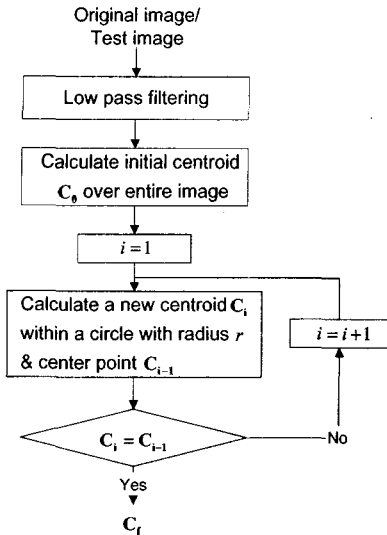 Original image/
Test image
Low pass filtering
Calculate initial centroid
C₀ over entire image
i = 1
Calculate a new centroid Cᵢ
within a circle with radius r
& center point Cᵢ₋₁
i = i+1
Cᵢ = Cᵢ₋₁
No
Yes
C_f